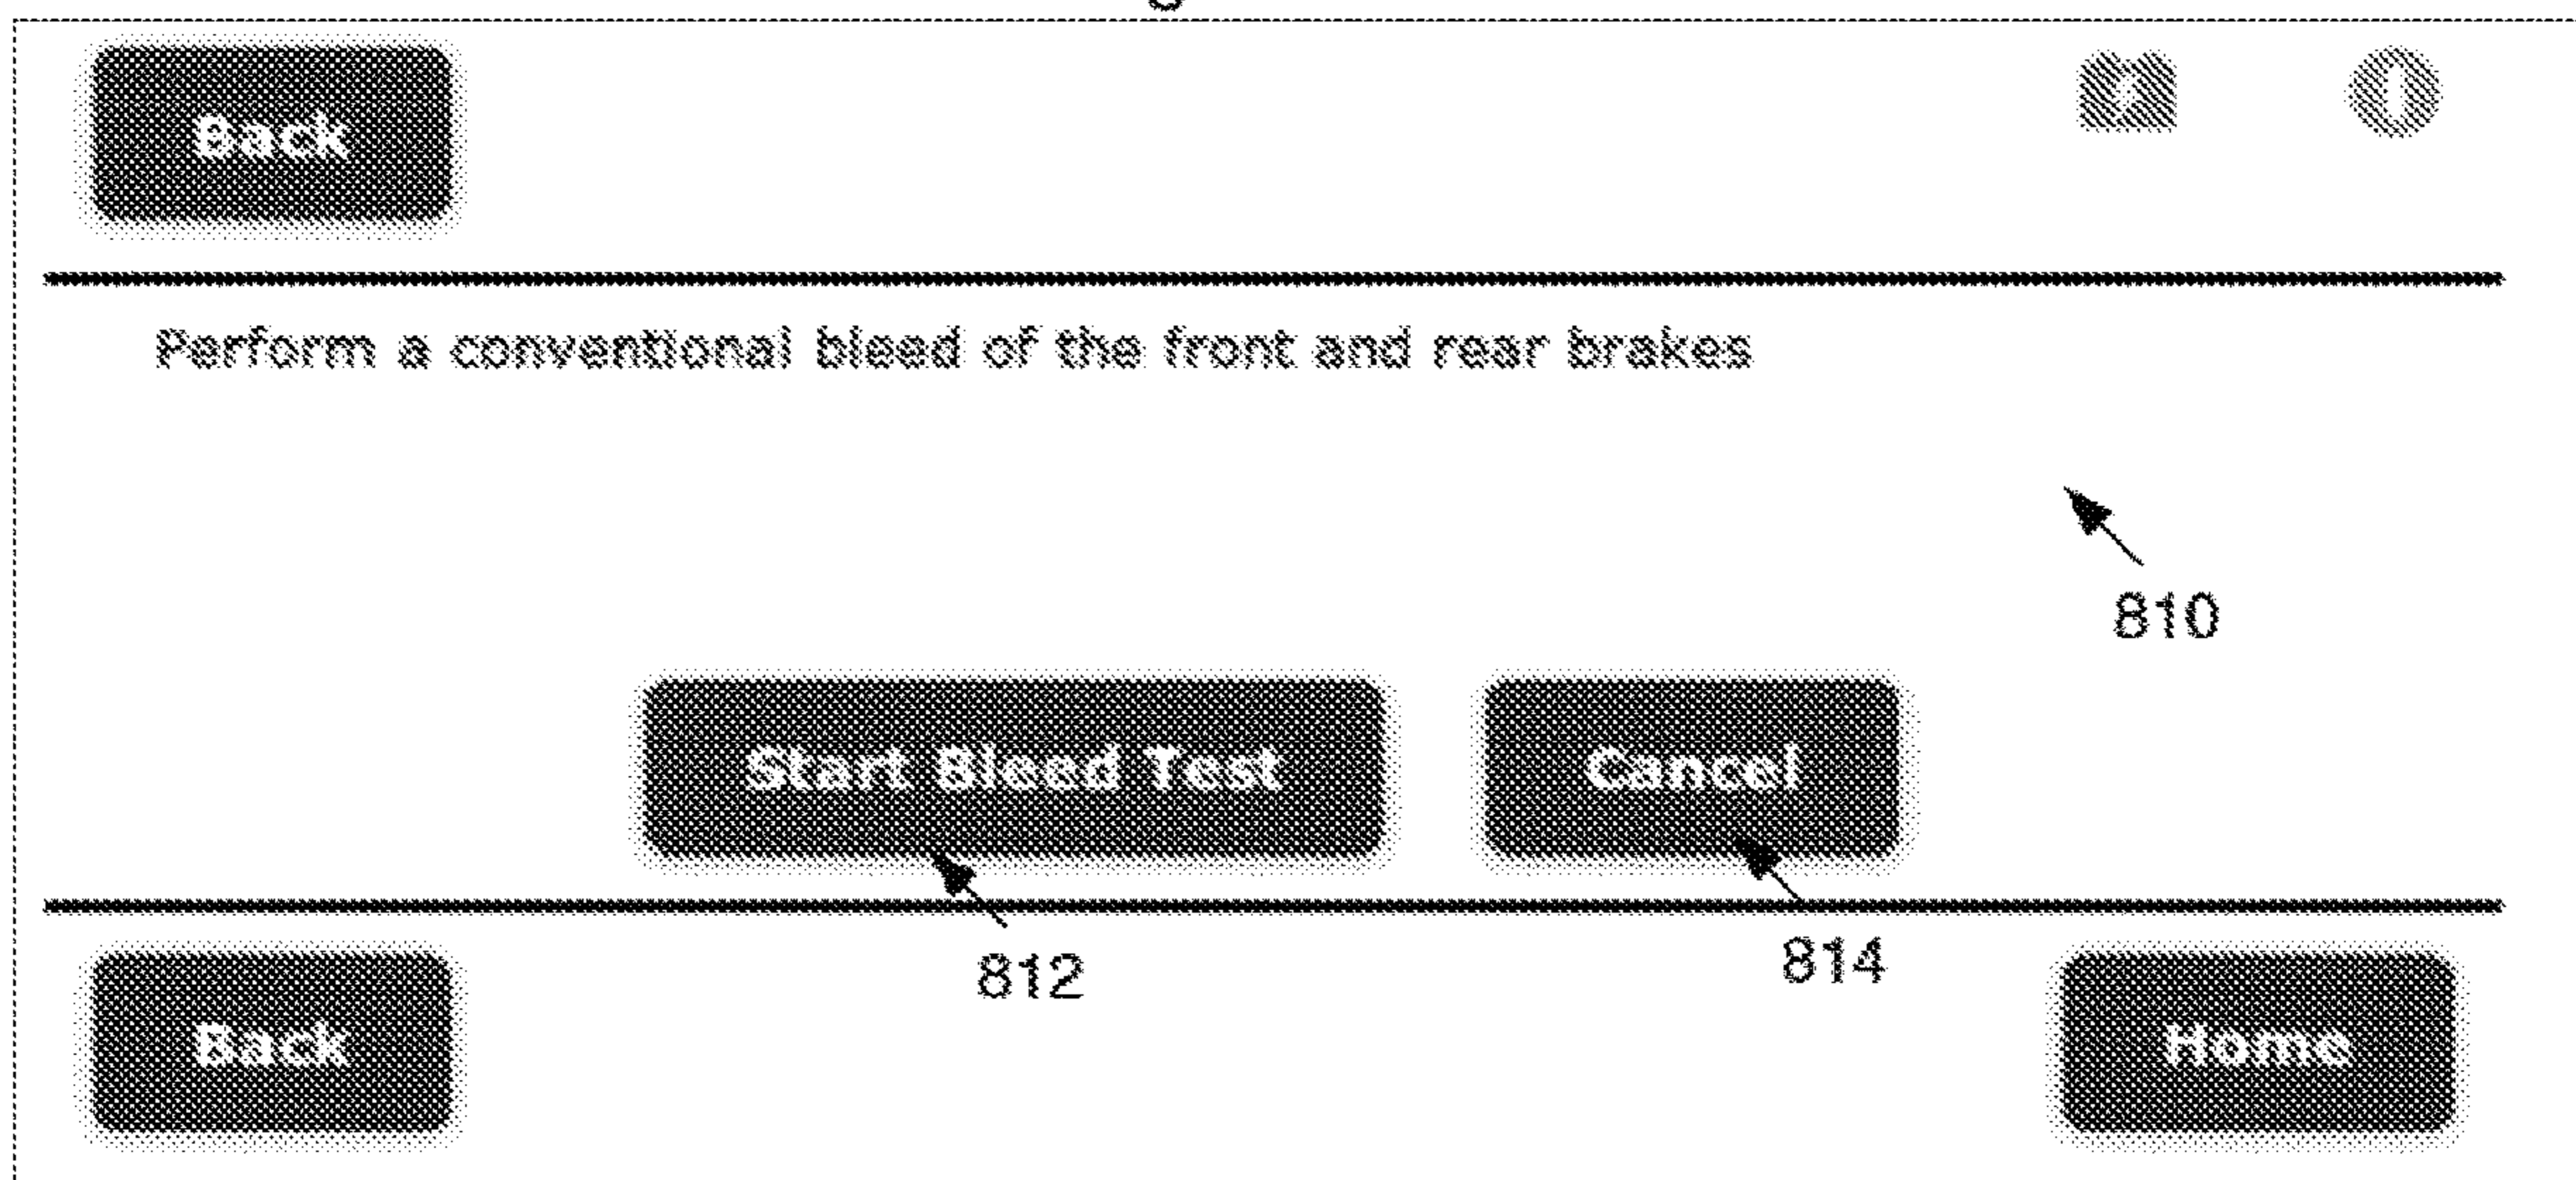 Back
Perform a conventional bleed of the front and rear brakes
810
Start Bleed Test Cancel
812 814
Back Home